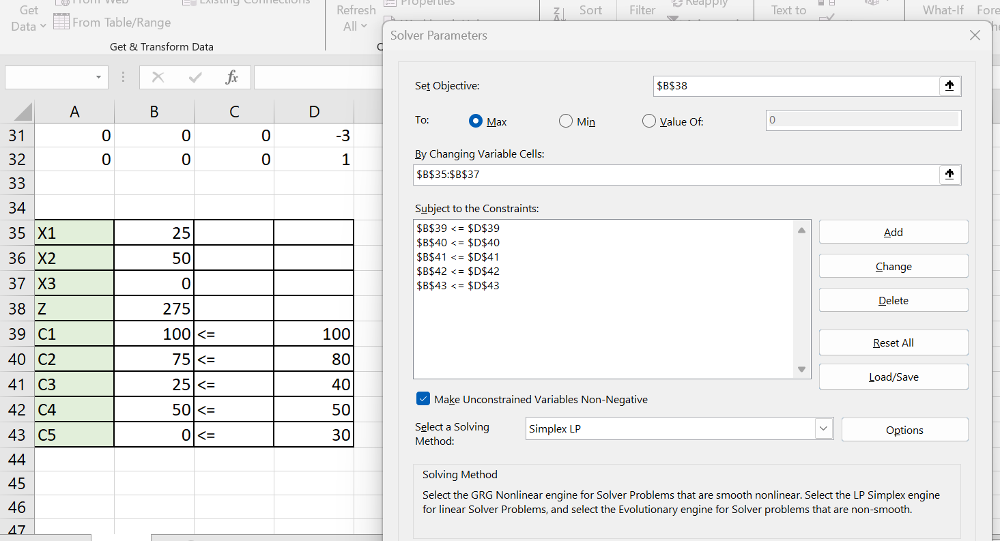 Get From Web Existing Connections Refresh Properties Sort Filter Reapply Text to What-If
Data From Table/Range All
Get & Transform Data
Solver Parameters
fx
Set Objective: $B$38
To: Max Min Value Of: 0
By Changing Variable Cells:
$B$35:$B$37
Subject to the Constraints:
$B$39 <= $D$39
$B$40 <= $D$40
$B$41 <= $D$41
$B$42 <= $D$42
$B$43 <= $D$43
Add
Change
Delete
Reset All
Load/Save
Make Unconstrained Variables Non-Negative
Select a Solving
Method:
Simplex LP
Options
Solving Method
Select the GRG Nonlinear engine for Solver Problems that are smooth nonlinear. Select the LP Simplex engine
for linear Solver Problems, and select the Evolutionary engine for Solver problems that are non-smooth.
A B C D
31 0 0 0 -3
32 0 0 0 1
33
34
35 X1 25
36 X2 50
37 X3 0
38 Z 275
39 C1 100 <= 100
40 C2 75 <= 80
41 C3 25 <= 40
42 C4 50 <= 50
43 C5 0 <= 30
44
45
46
47